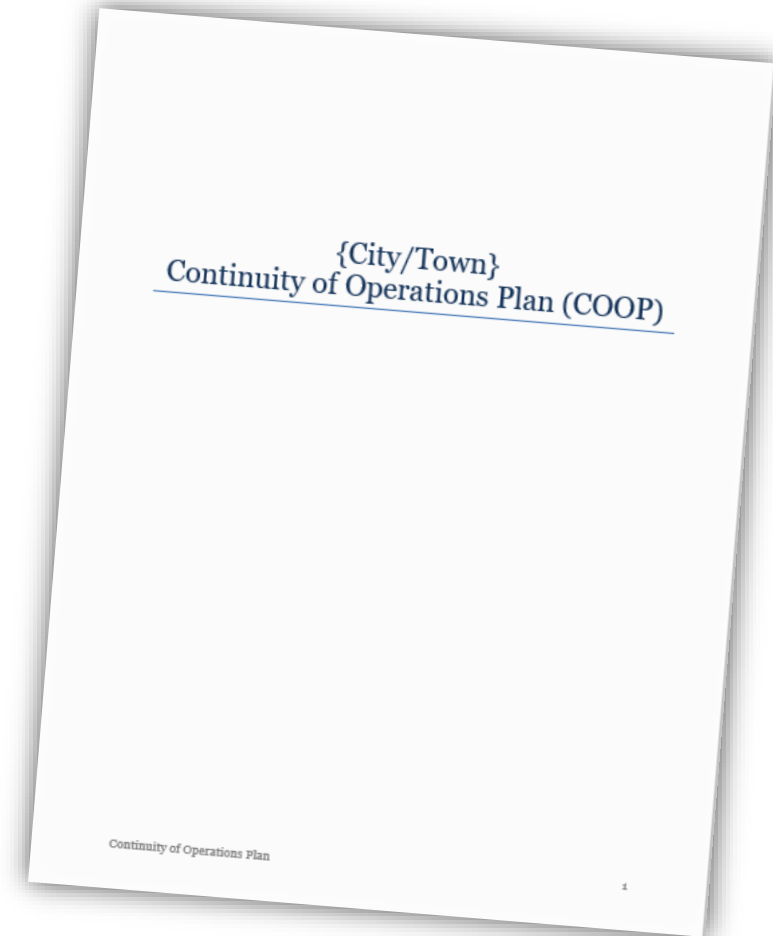 {City/Town}
Continuity of Operations Plan (COOP)
Continuity of Operations Plan
1